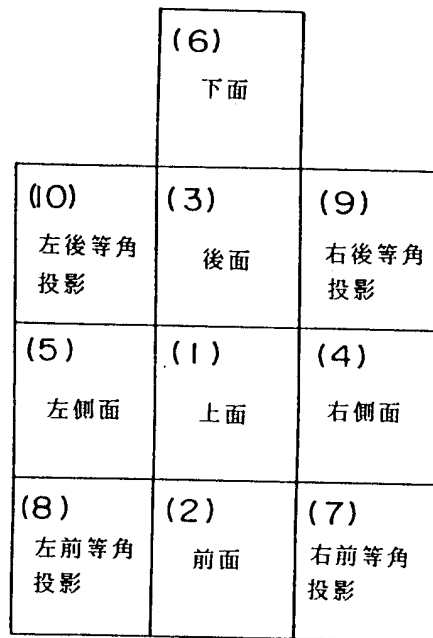 (6)
下面
(10)
左後等角
投影
(3)
後面
(9)
右後等角
投影
(5)
左側面
(1)
上面
(4)
右側面
(8)
左前等角
投影
(2)
前面
(7)
右前等角
投影